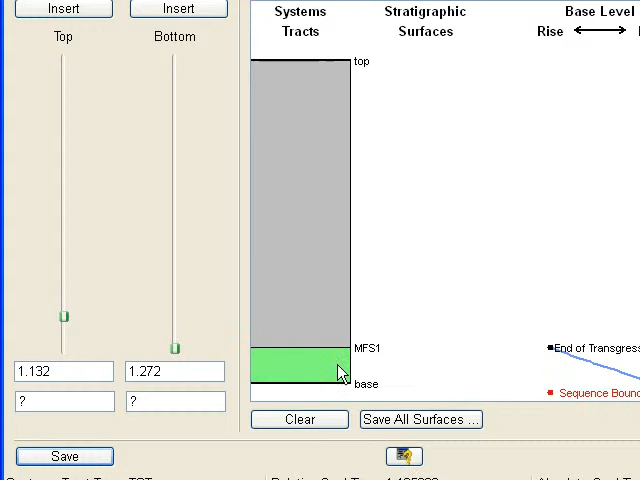 Insert
Insert
Top
Bottom
Systems
Tracts
Stratigraphic
Surfaces
Base Level
Rise
top
MFS1
base
End of Transgress
Sequence Bound
1.132
1.272
?
?
Clear
Save All Surfaces ...
Save